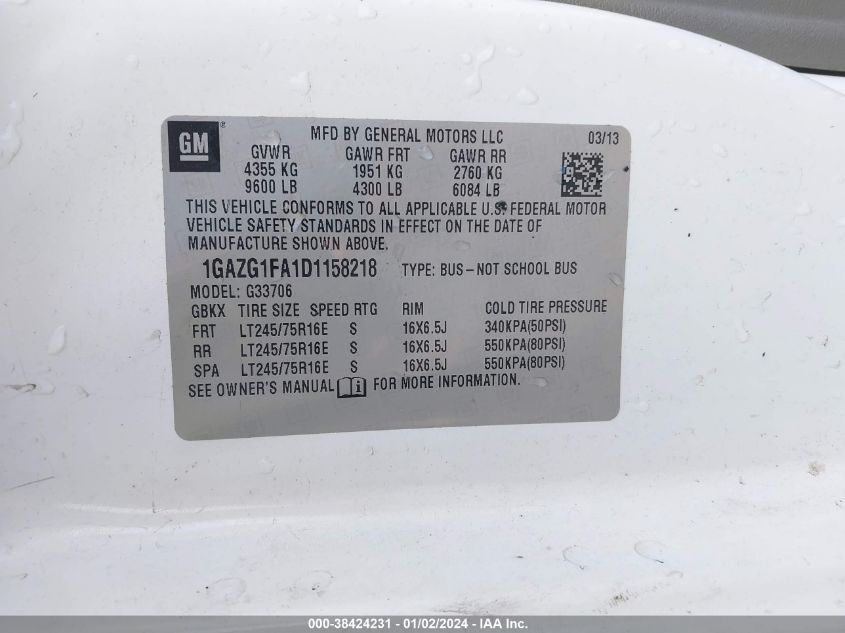 GM ®
MFD BY GENERAL MOTORS LLC 03/13
GVWR GAWR FRT GAWR RR
4355 KG 1951 KG 2760 KG
9600 LB 4300 LB 6084 LB
THIS VEHICLE CONFORMS TO ALL APPLICABLE U.S. FEDERAL MOTOR
VEHICLE SAFETY STANDARDS IN EFFECT ON THE DATE OF
MANUFACTURE SHOWN ABOVE.
1GAZG1FA1D1158218 TYPE: BUS-NOT SCHOOL BUS
MODEL: G33706
GBKX TIRE SIZE SPEED RTG RIM COLD TIRE PRESSURE
FRT LT245/75R16E S 16X6.5J 340KPA(50PSI)
RR LT245/75R16E S 16X6.5J 550KPA(80PSI)
SPA LT245/75R16E S 16X6.5J 550KPA(80PSI)
SEE OWNER'S MANUAL i FOR MORE INFORMATION.
000-38424231 - 01/02/2024 - IAA Inc.